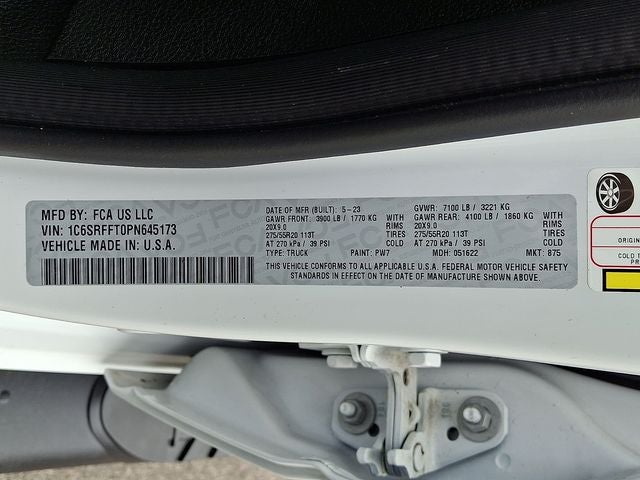 MFD BY: FCA US LLC
VIN: 1C6SRFFT0PN645173
VEHICLE MADE IN U.S.A.
DATE OF MFR (BUILT): 5-23 GVWR: 7100 LB / 3221 KG
GAWR FRONT: 3900 LB / 1770 KG WITH GAWR REAR: 4100 LB / 1860 KG WITH
20X9.0 RIMS 20X9.0 RIMS
275/55R20 113T TIRES 275/55R20 113T TIRES
AT 270 kPa / 39 PSI COLD AT 270 kPa / 39 PSI COLD
TYPE: TRUCK PAINT: PW7 MDH: 051622 MKT: 875
THIS VEHICLE CONFORMS TO ALL APPLICABLE U.S.A. FEDERAL MOTOR VEHICLE SAFETY
STANDARDS IN EFFECT ON THE DATE OF MANUFACTURE SHOWN ABOVE.
ORIGIN
COLD T
PR